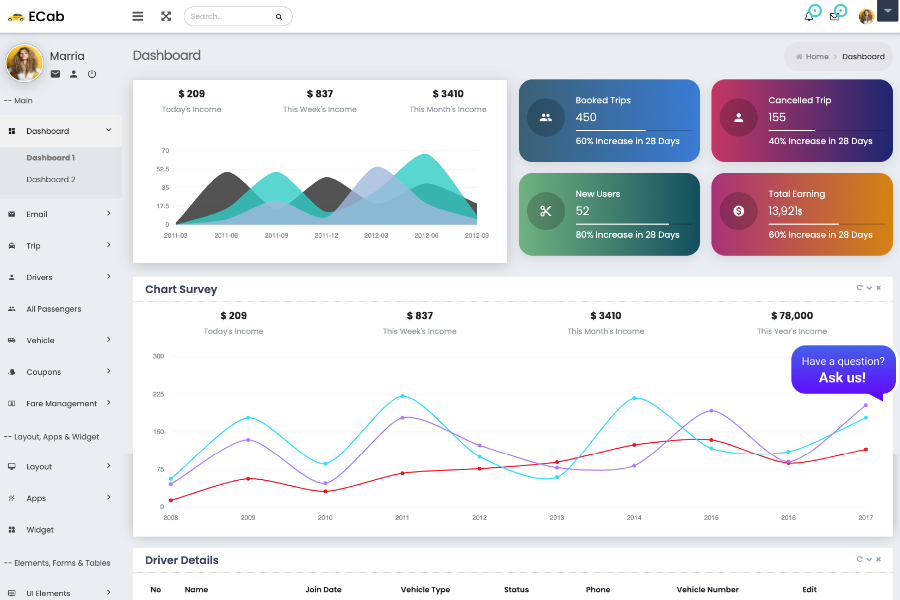 ECab
Search...
Marria
-- Main
Dashboard
Dashboard 1
Dashboard 2
Email
Trip
Drivers
All Passengers
Vehicle
Coupons
Fare Management
-- Layout, Apps & Widget
Layout
Apps
Widget
-- Elements, Forms & Tables
UI Elements
Dashboard
Home > Dashboard
$ 209 $ 837 $ 3410
Today's Income This Week's Income This Month's Income
70
52.5
35
17.5
0
2011-03 2011-06 2011-09 2011-12 2012-03 2012-06 2012-09
Booked Trips
450
60% Increase in 28 Days
Cancelled Trip
155
40% Increase in 28 Days
New Users
52
80% Increase in 28 Days
Total Earning
13,921$
60% Increase in 28 Days
Chart Survey
$ 209 $ 837 $ 3410 $ 78,000
Today's Income This Week's Income This Month's Income This Year's Income
300
225
150
75
0
2008 2009 2010 2011 2012 2013 2014 2015 2016 2017
Have a question?
Ask us!
Driver Details
No Name Join Date Vehicle Type Status Phone Vehicle Number Edit